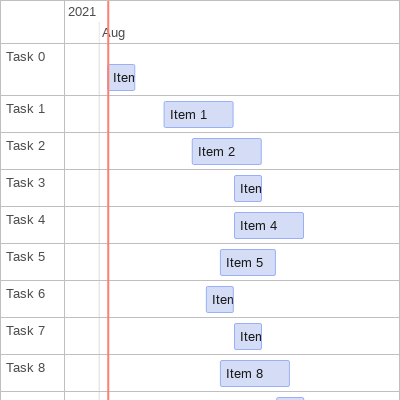 2021
Aug
Task 0
Iten
Task 1
Item 1
Task 2
Item 2
Task 3
Iten
Task 4
Item 4
Task 5
Item 5
Task 6
Iten
Task 7
Iten
Task 8
Item 8